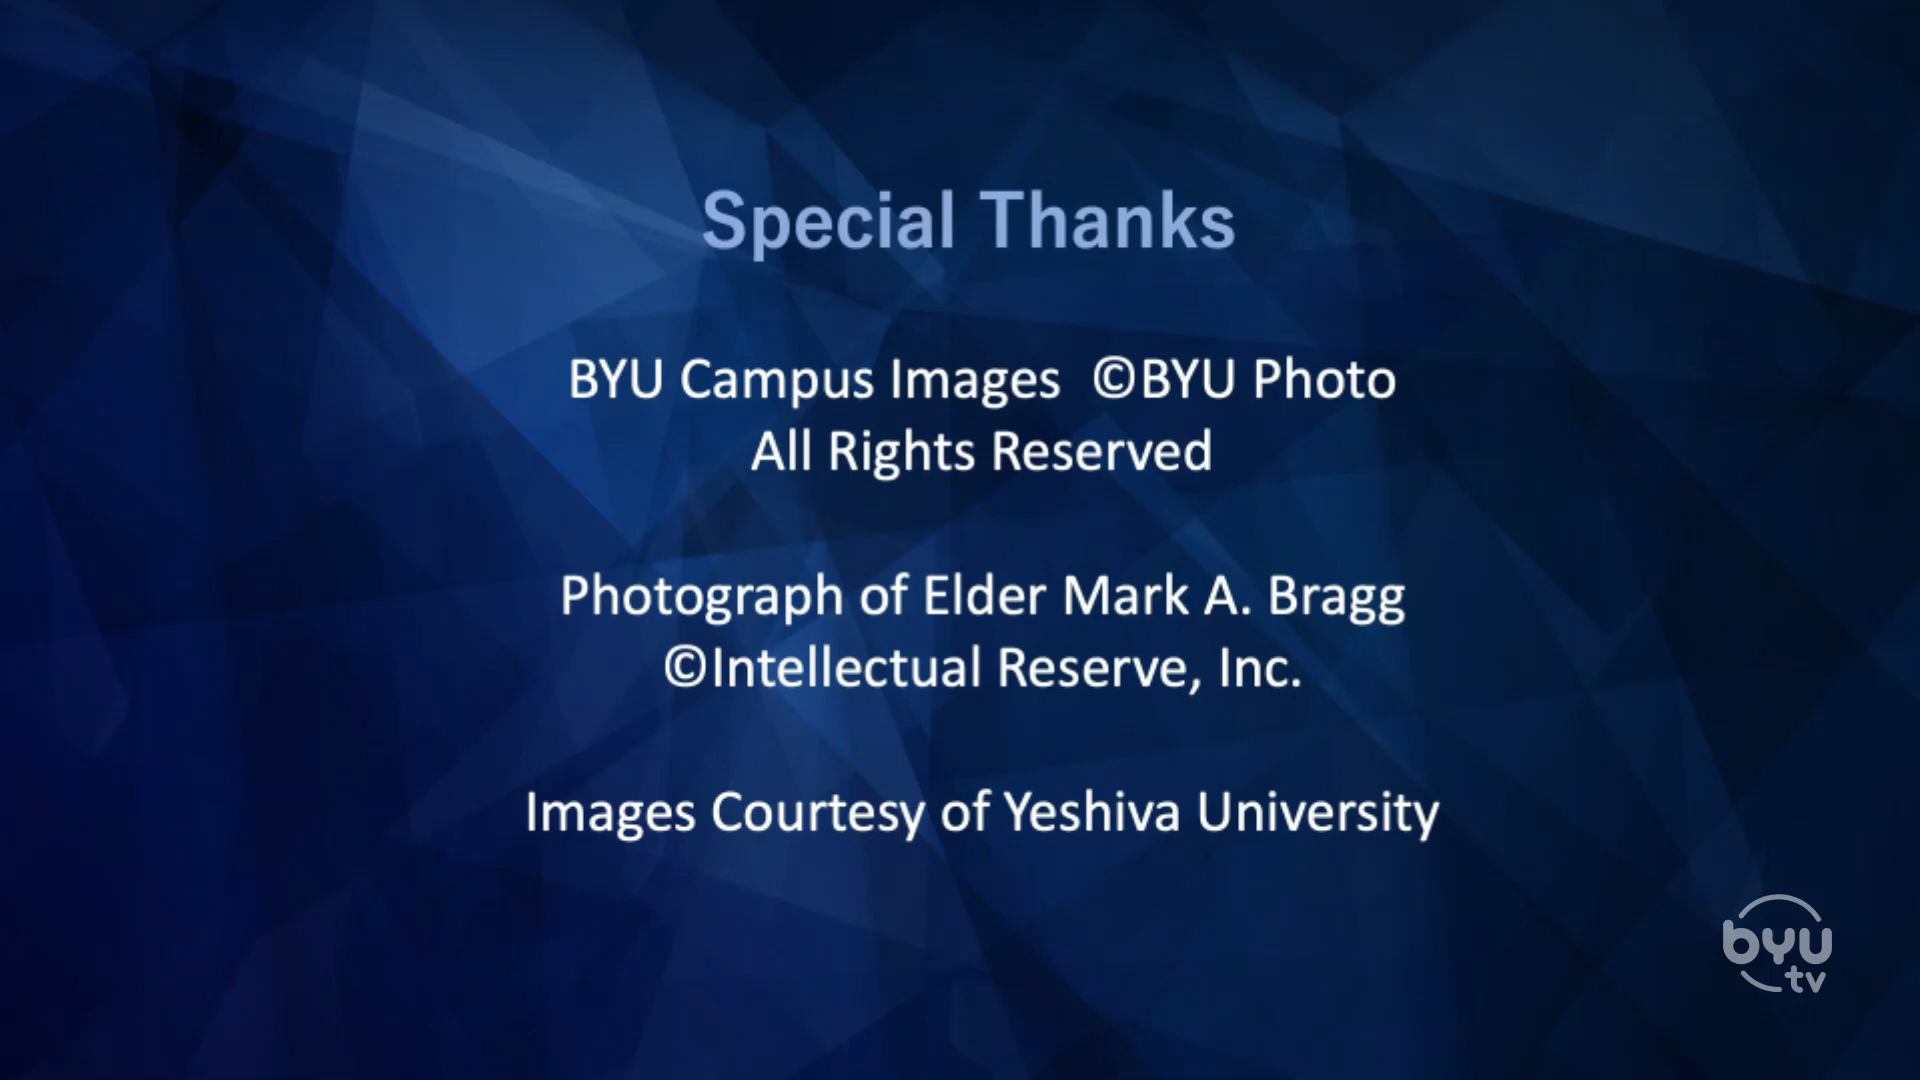 Special Thanks
BYU Campus Images ©BYU Photo
All Rights Reserved
Photograph of Elder Mark A. Bragg
©Intellectual Reserve, Inc.
Images Courtesy of Yeshiva University
byu
tv